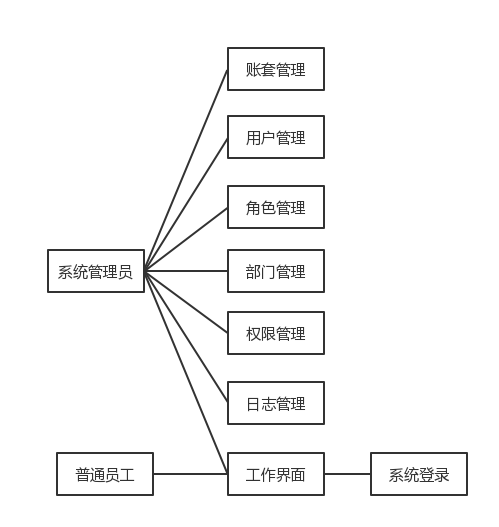 账套管理
用户管理
角色管理
系统管理员
部门管理
权限管理
日志管理
普通员工
工作界面
系统登录